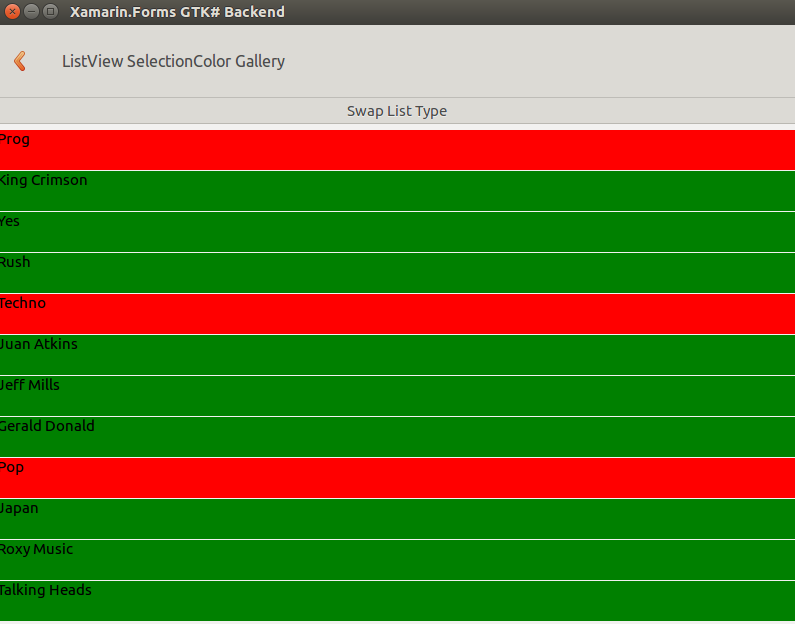 Xamarin.Forms GTK# Backend
ListView SelectionColor Gallery
Swap List Type
Prog
King Crimson
Yes
Rush
Techno
Juan Atkins
Jeff Mills
Gerald Donald
Pop
Japan
Roxy Music
Talking Heads